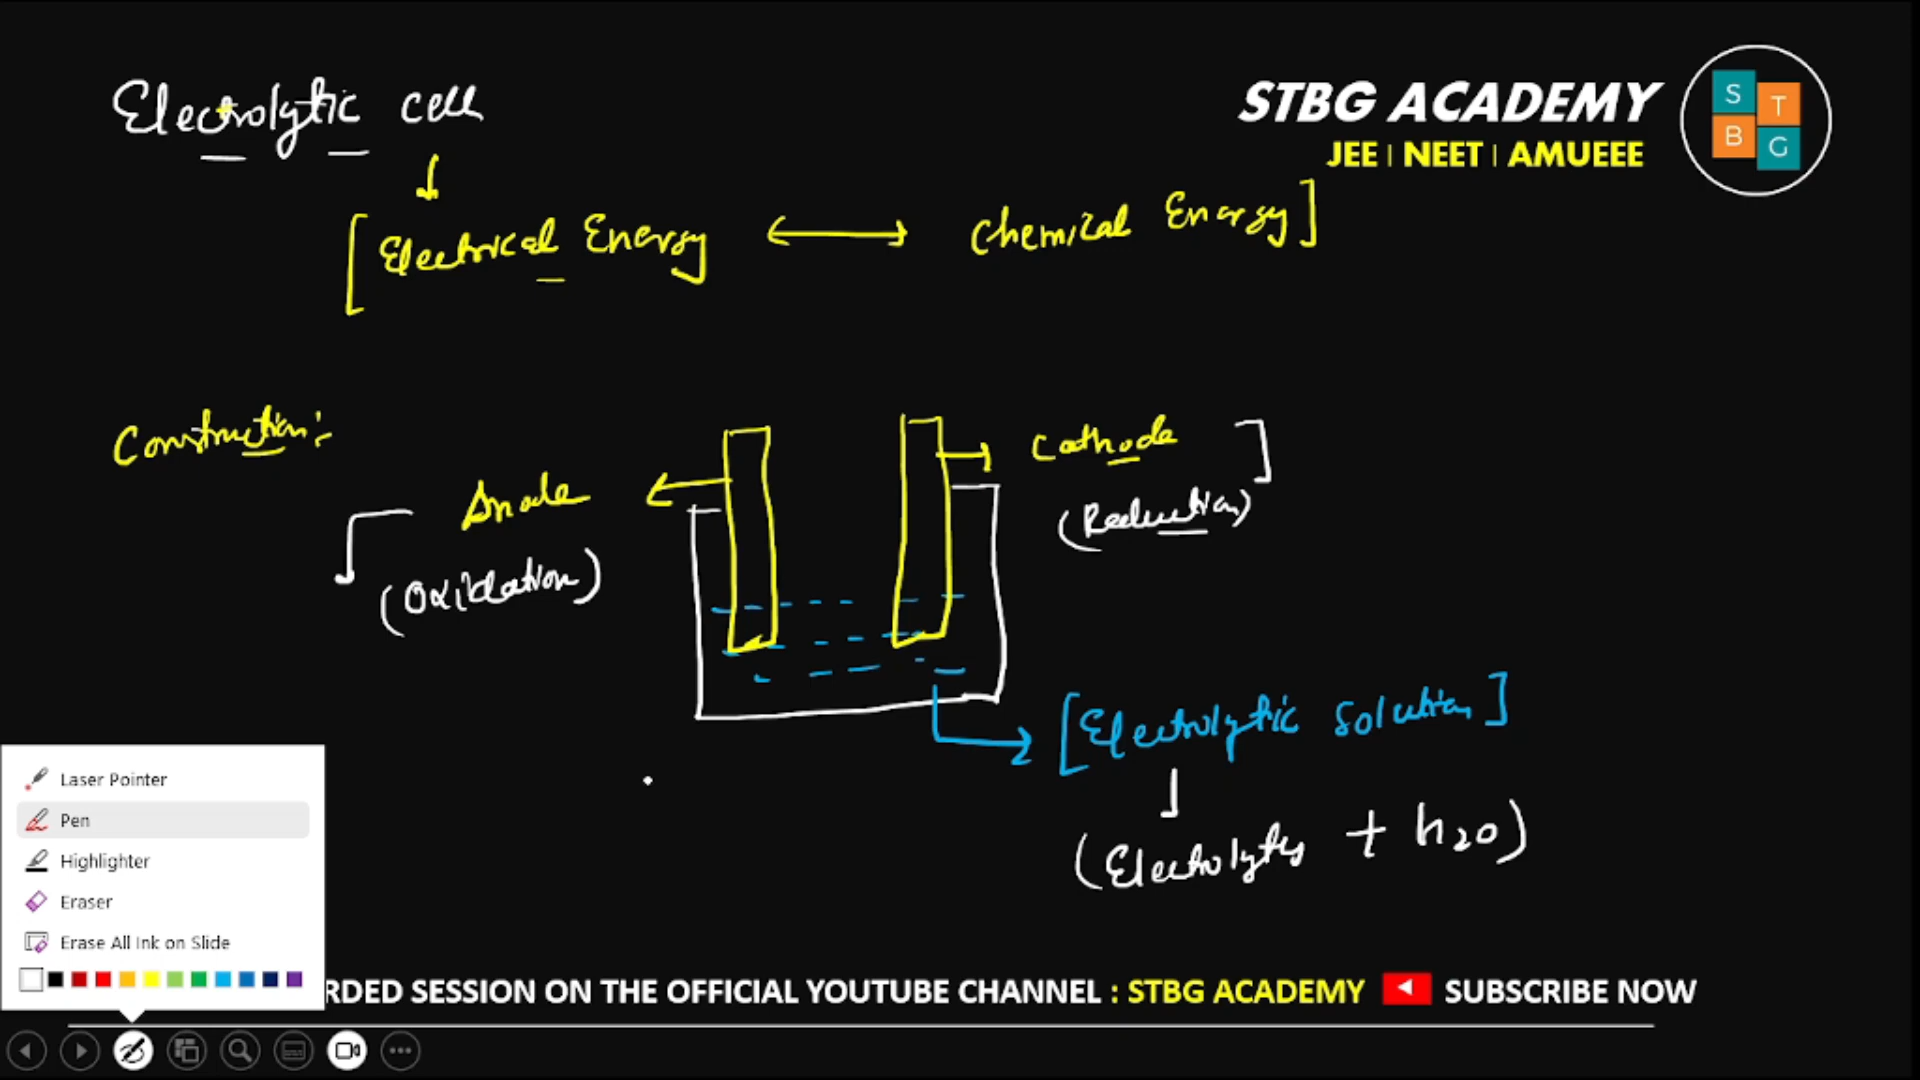 Electrolytic cell
STBG ACADEMY
JEE | NEET | AMUEEE
S T
B G
[Electrical Energy ⟷ Chemical Energy]
Construction:-
Cathode
(Reduction)
Anode
(Oxidation)
[Electrolytic Solution]
(Electrolytes + H2O)
Laser Pointer
Pen
Highlighter
Eraser
Erase All Ink on Slide
RDED SESSION ON THE OFFICIAL YOUTUBE CHANNEL : STBG ACADEMY SUBSCRIBE NOW